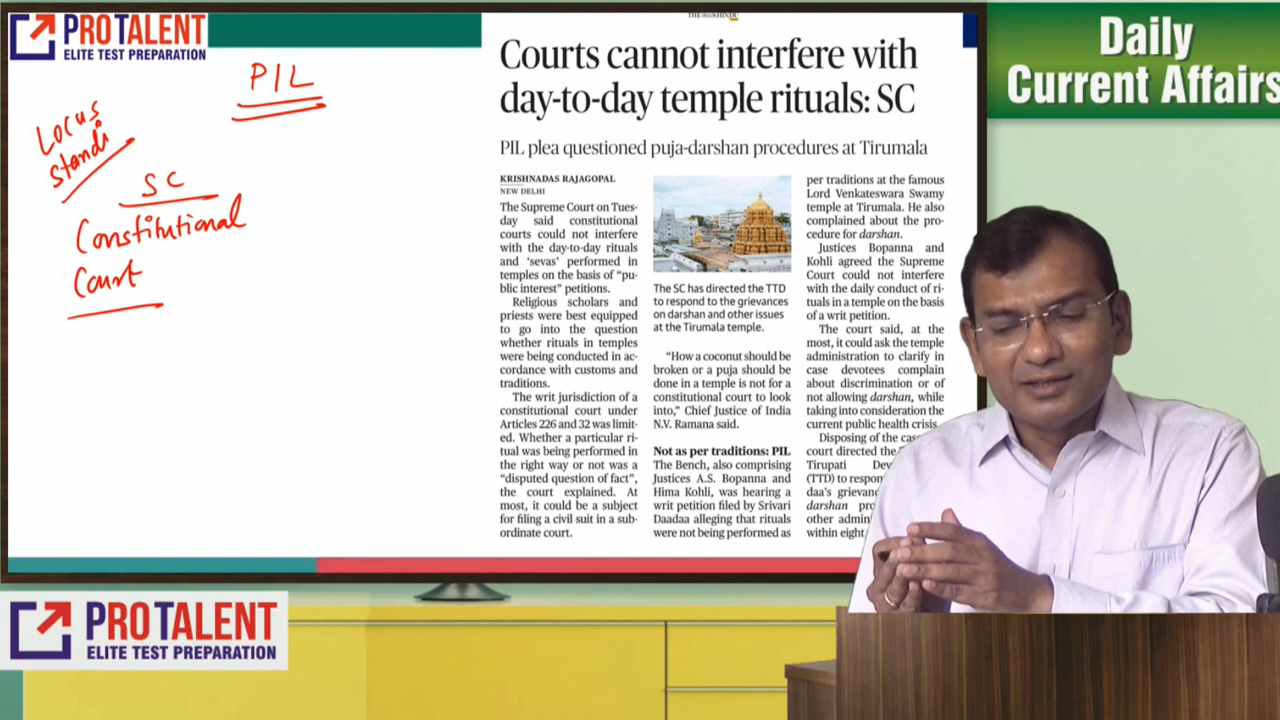 PROTALENT
ELITE TEST PREPARATION
PIL
Locus
Standi
SC
Constitutional
Court
THE HINDU
Courts cannot interfere with
day-to-day temple rituals: SC
PIL plea questioned puja-darshan procedures at Tirumala
KRISHNADAS RAJAGOPAL
NEW DELHI
The Supreme Court on Tues-
day said constitutional
courts could not interfere
with the day-to-day rituals
and ‘sevas’ performed in
temples on the basis of “pu-
blic interest” petitions.
Religious scholars and
priests were best equipped
to go into the question
whether rituals in temples
were being conducted in ac-
cordance with customs and
traditions.
The writ jurisdiction of a
constitutional court under
Articles 226 and 32 was limit-
ed. Whether a particular ri-
tual was being performed in
the right way or not was a
“disputed question of fact”,
the court explained. At
most, it could be a subject
for filing a civil suit in a sub-
ordinate court.
The SC has directed the TTD
to respond to the grievances
on darshan and other issues
at the Tirumala temple.
“How a coconut should be
broken or a puja should be
done in a temple is not for a
constitutional court to look
into,” Chief Justice of India
N.V. Ramana said.
Not as per traditions: PIL
The Bench, also comprising
Justices A.S. Bopanna and
Hima Kohli, was hearing a
writ petition filed by Srivari
Daadaa alleging that rituals
were not being performed as
per traditions at the famous
Lord Venkateswara Swamy
temple at Tirumala. He also
complained about the pro-
cedure for darshan.
Justices Bopanna and
Kohli agreed the Supreme
Court could not interfere
with the daily conduct of ri-
tuals in a temple on the basis
of a writ petition.
The court said, at the
most, it could ask the temple
administration to clarify in
case devotees complain
about discrimination or of
not allowing darshan, while
taking into consideration the
current public health crisis.
Disposing of the cas
court directed the
Tirupati Dev
(TTD) to respon
daa's grievanc
darshan pro
other admin
within eight
Daily
Current Affairs
PROTALENT
ELITE TEST PREPARATION